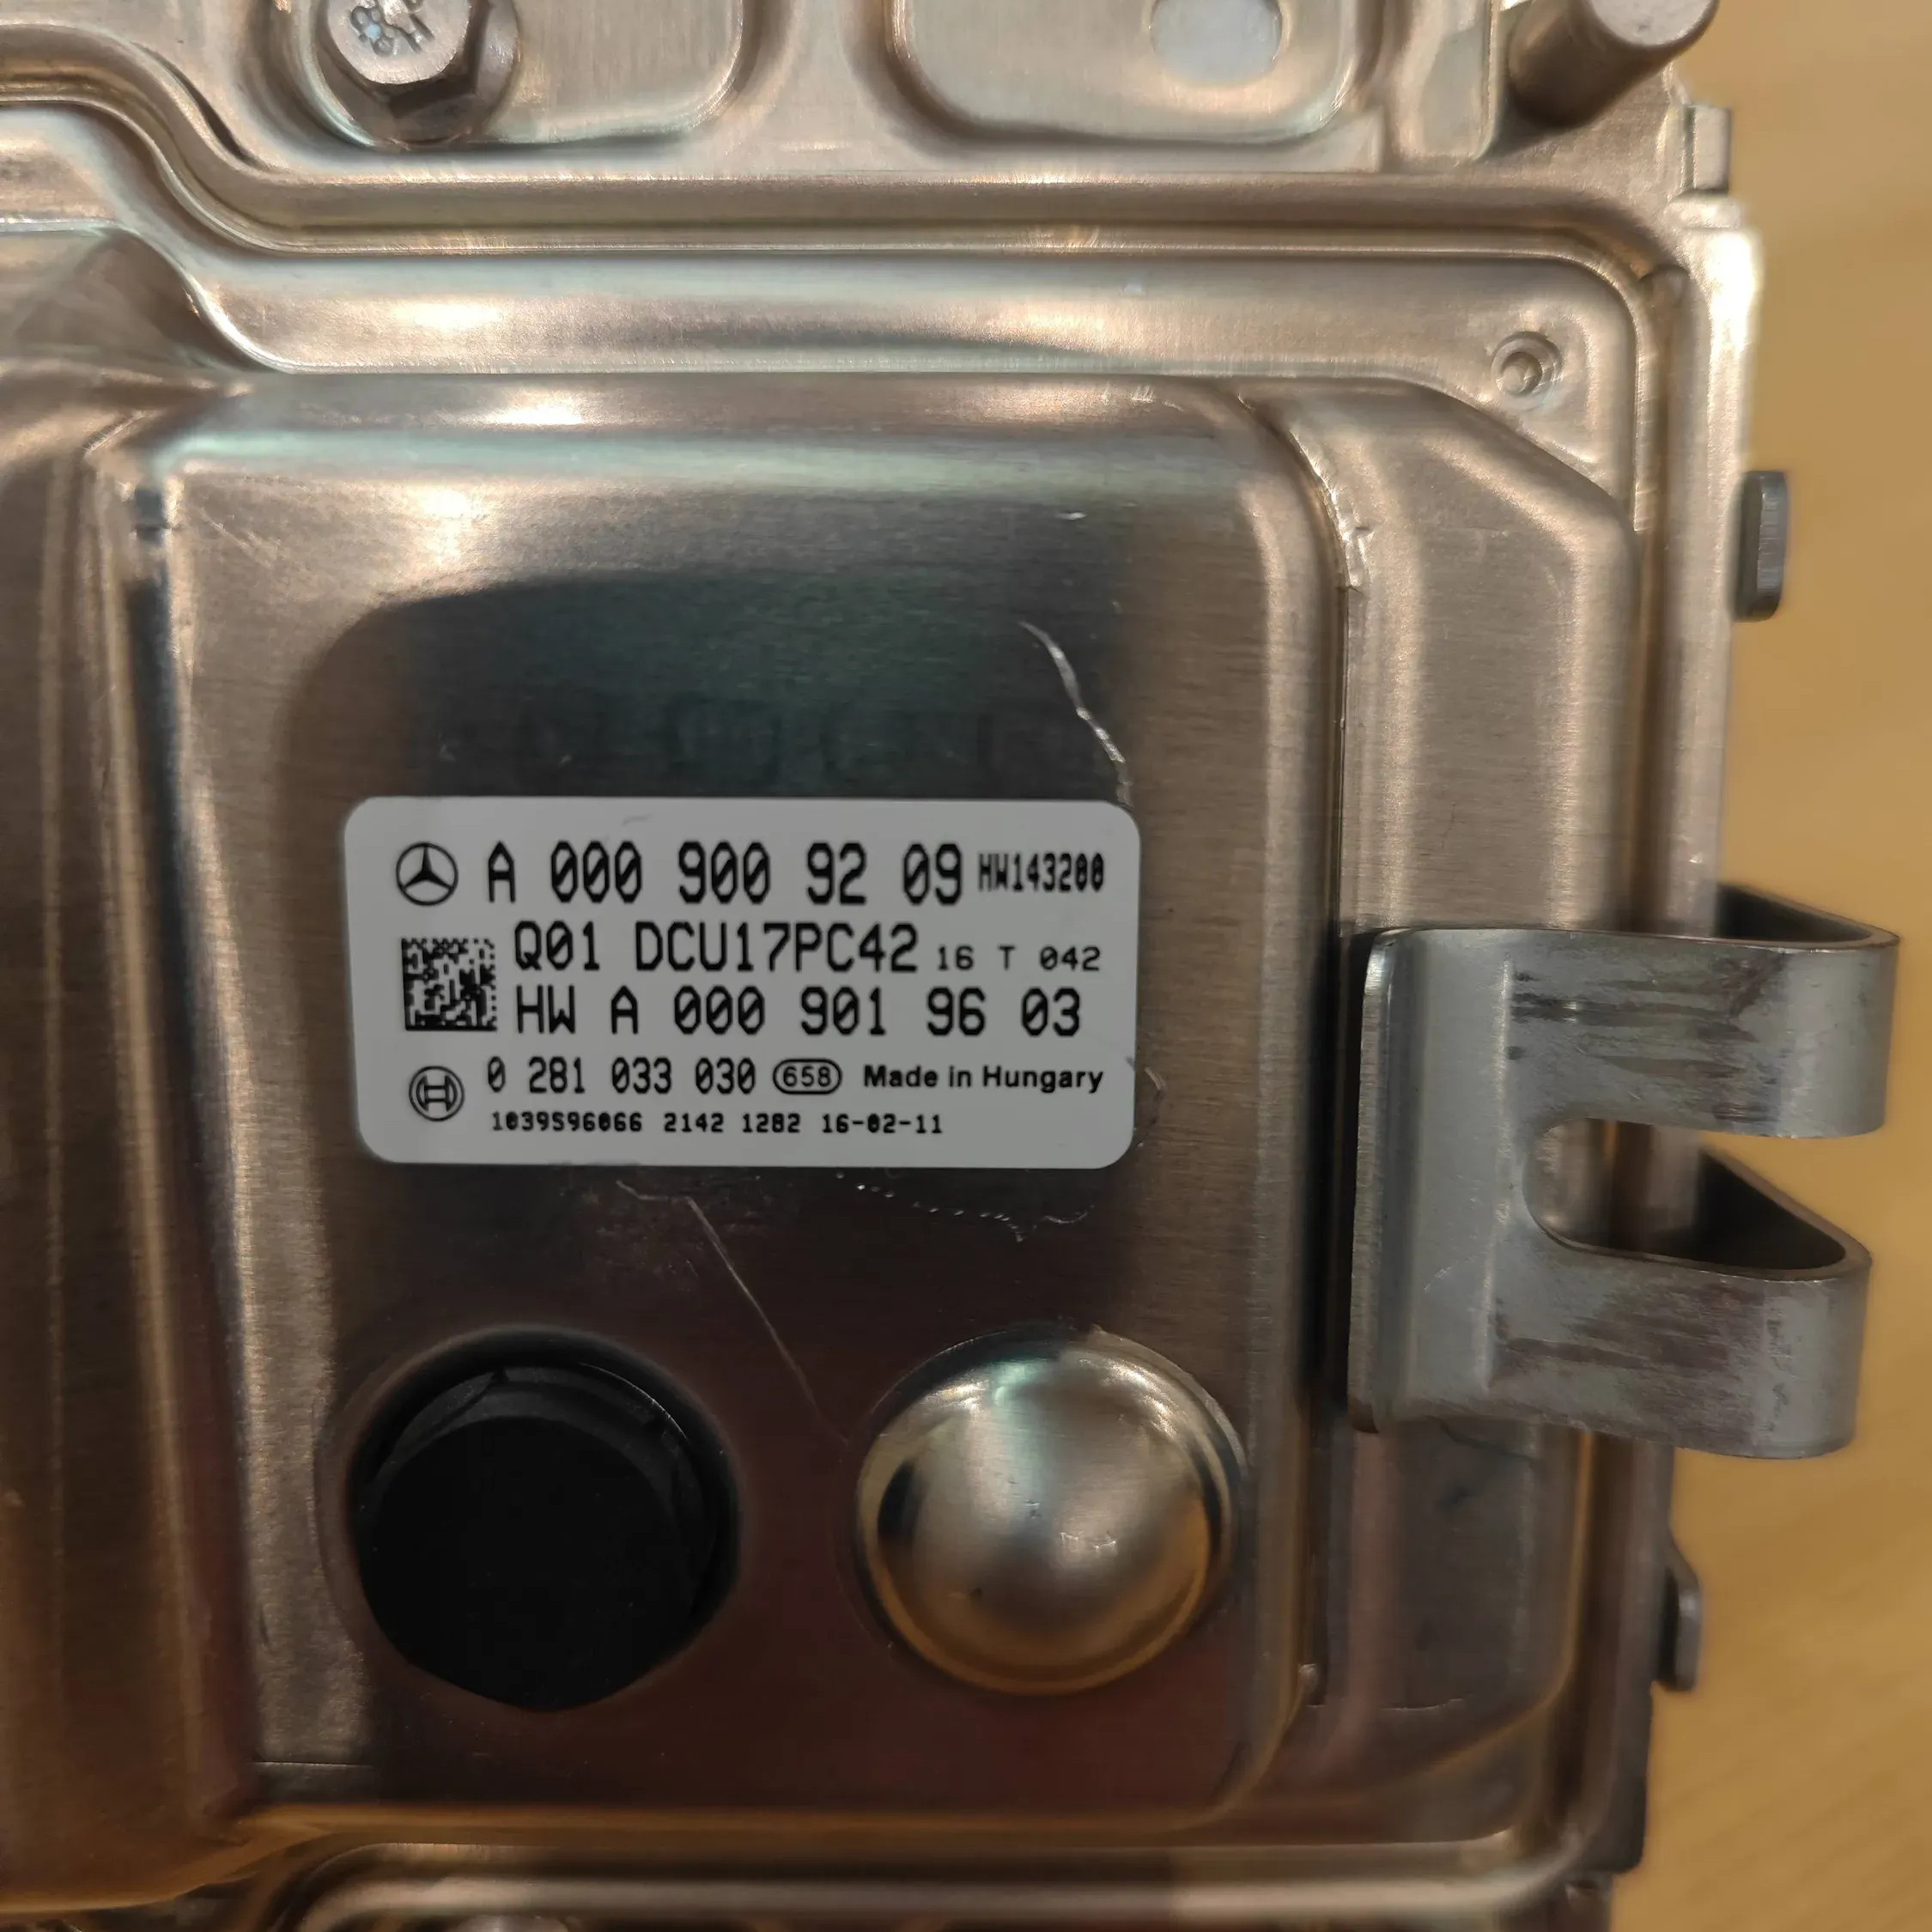 A 000 900 92 09 HW143200
Q01 DCU17PC42 16 T 042
HW A 000 901 96 03
0 281 033 030 658 Made in Hungary
1039S96066 2142 1282 16-02-11